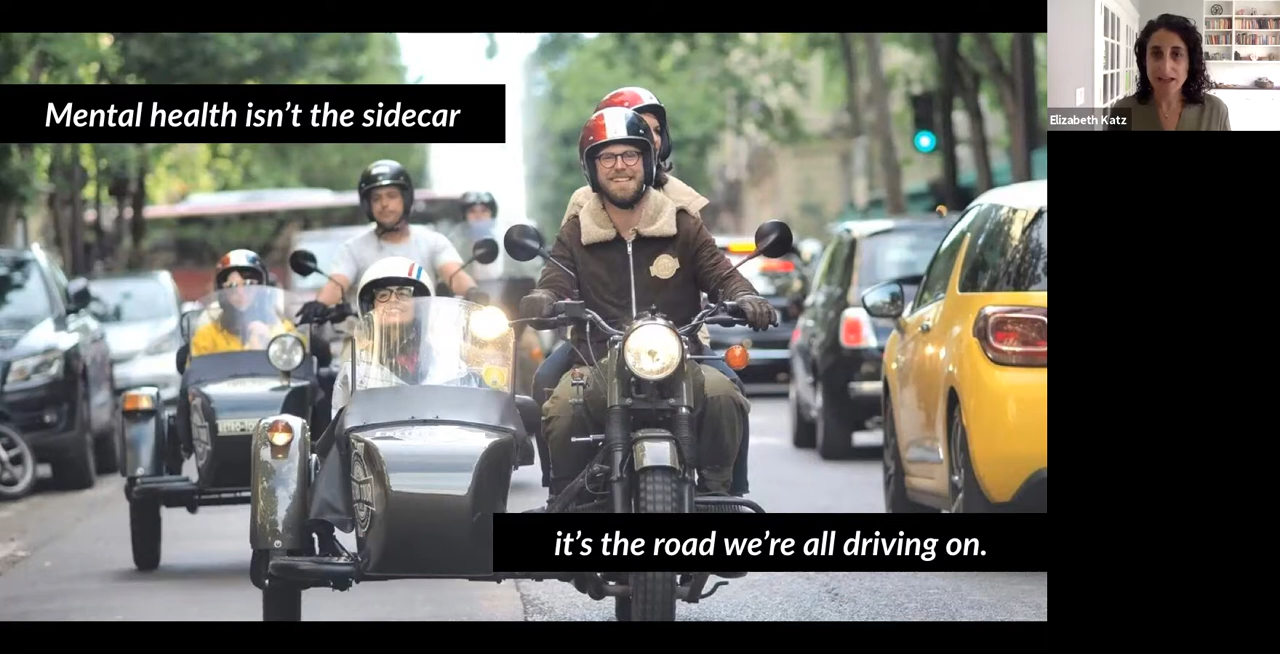 Mental health isn’t the sidecar
Elizabeth Katz
it’s the road we’re all driving on.